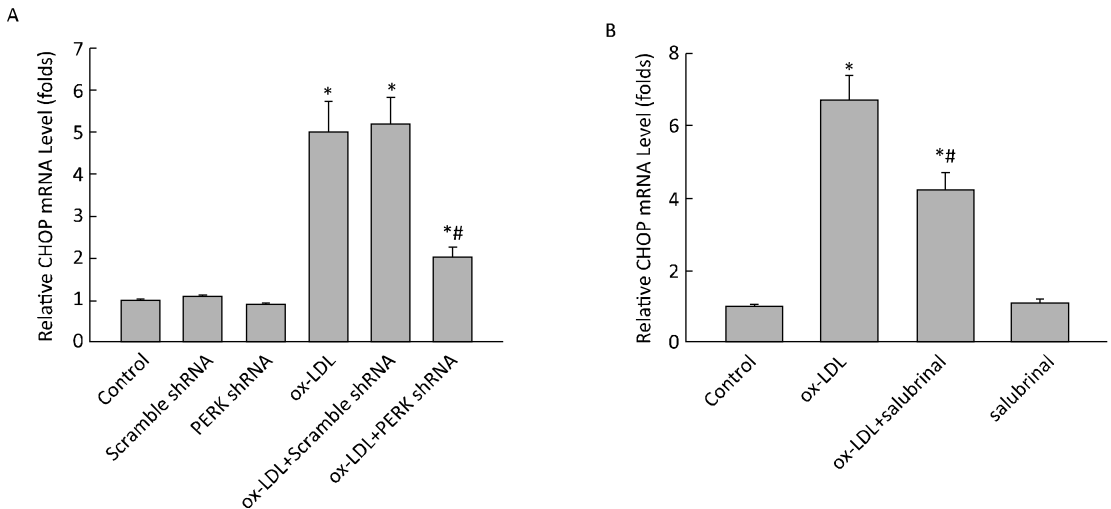 A
Relative CHOP mRNA Level (folds)
7
6
5
4
3
2
1
0
*
*
*#
Control
Scramble shRNA
PERK shRNA
ox-LDL
ox-LDL+Scramble shRNA
ox-LDL+PERK shRNA
B
Relative CHOP mRNA Level (folds)
8
6
4
2
0
*
*#
Control
ox-LDL
ox-LDL+salubrinal
salubrinal